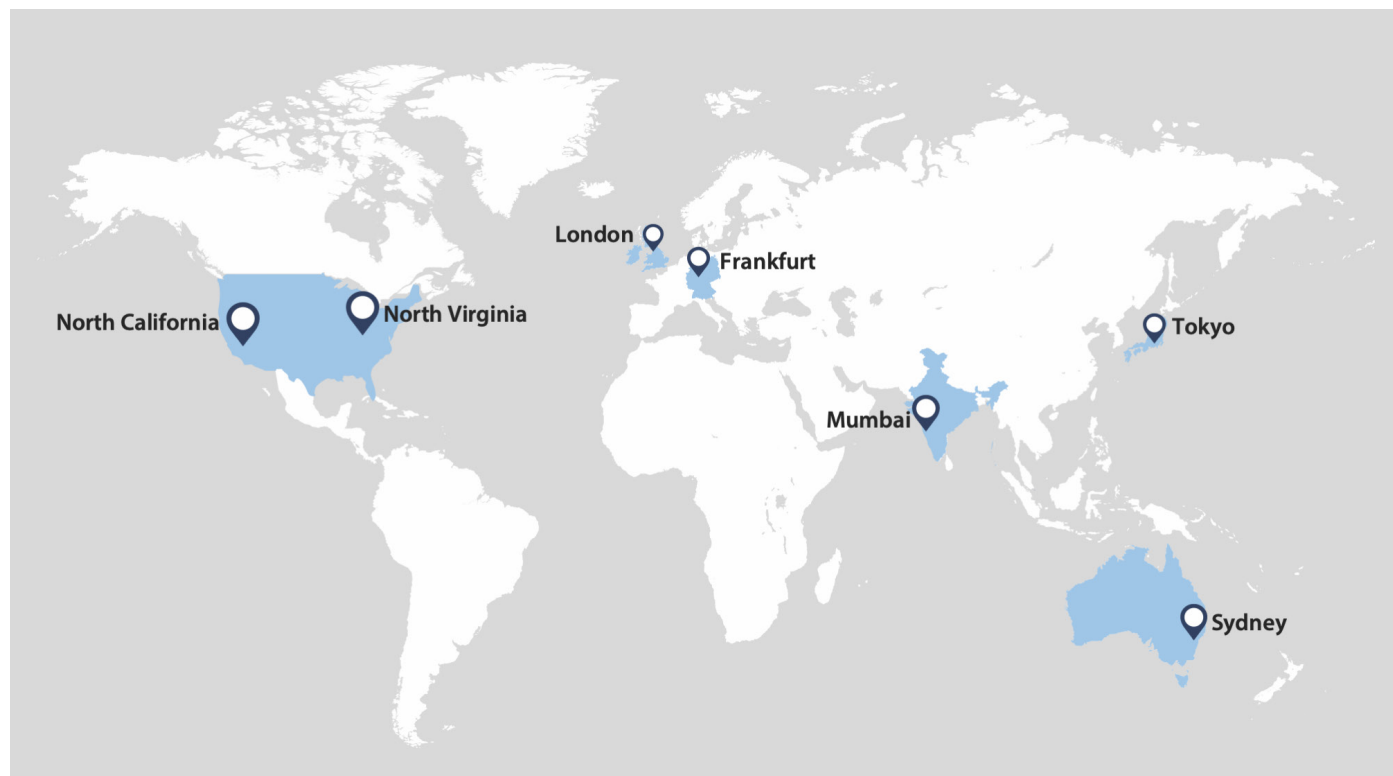 London
Frankfurt
North California
North Virginia
Tokyo
Mumbai
Sydney